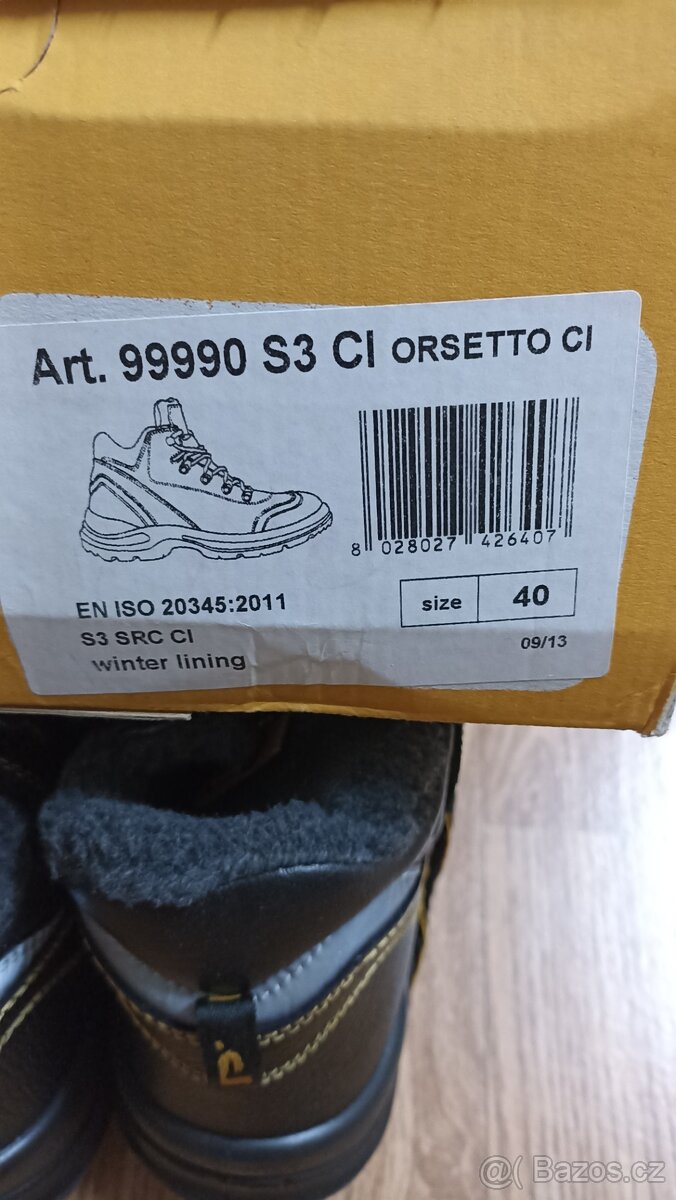 Art. 99990 S3 CI ORSETTO CI
8 028027 426407
EN ISO 20345:2011
S3 SRC CI
winter lining
size 40
09/13
@( Bazos.cz